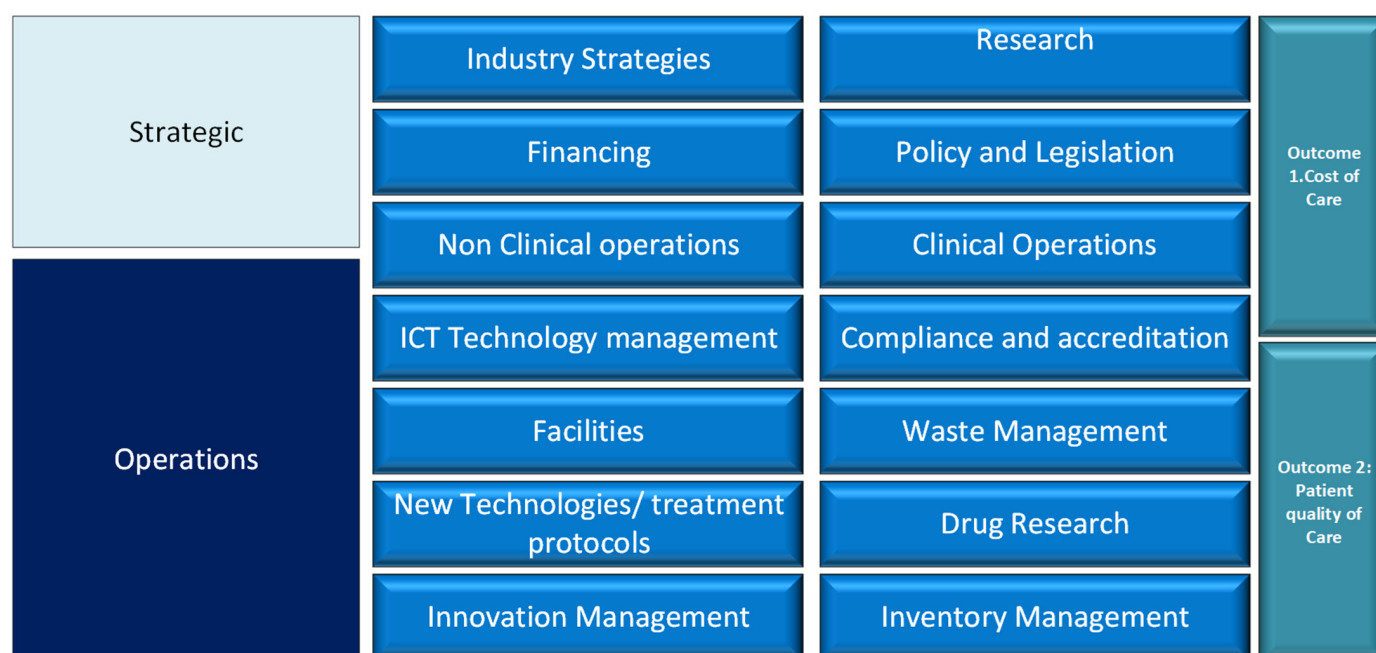 Strategic
Operations
Industry Strategies
Research
Financing
Policy and Legislation
Non Clinical operations
Clinical Operations
ICT Technology management
Compliance and accreditation
Facilities
Waste Management
New Technologies/ treatment
protocols
Drug Research
Innovation Management
Inventory Management
Outcome
1.Cost of
Care
Outcome 2:
Patient
quality of
Care